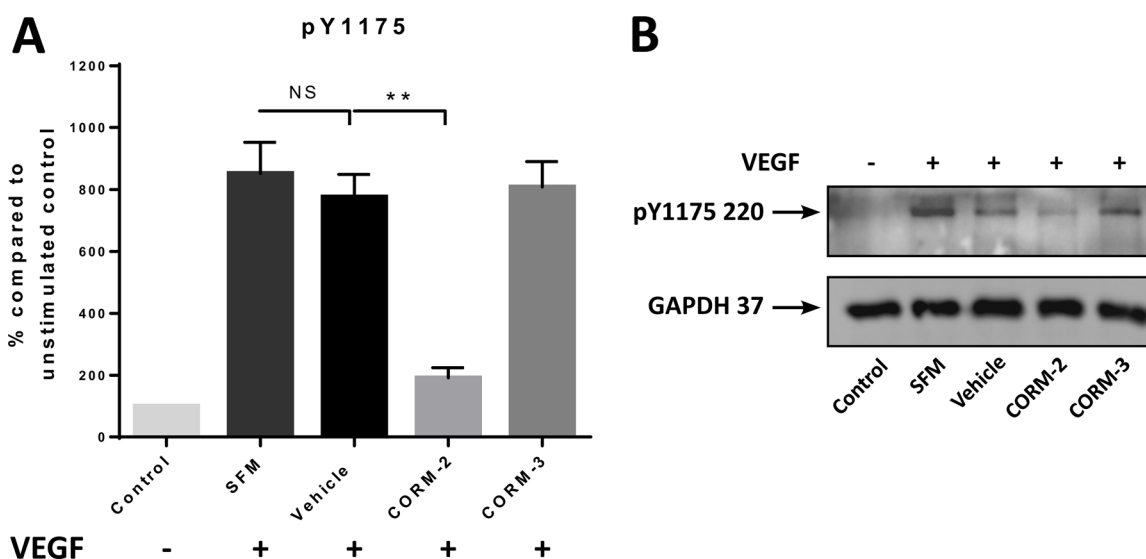 A
pY1175
% compared to
unstimulated control
1200
1000
800
600
400
200
0
NS
**
Control
SFM
Vehicle
CORM-2
CORM-3
VEGF - + + + +
B
VEGF - + + + +
pY1175 220
GAPDH 37
Control
SFM
Vehicle
CORM-2
CORM-3